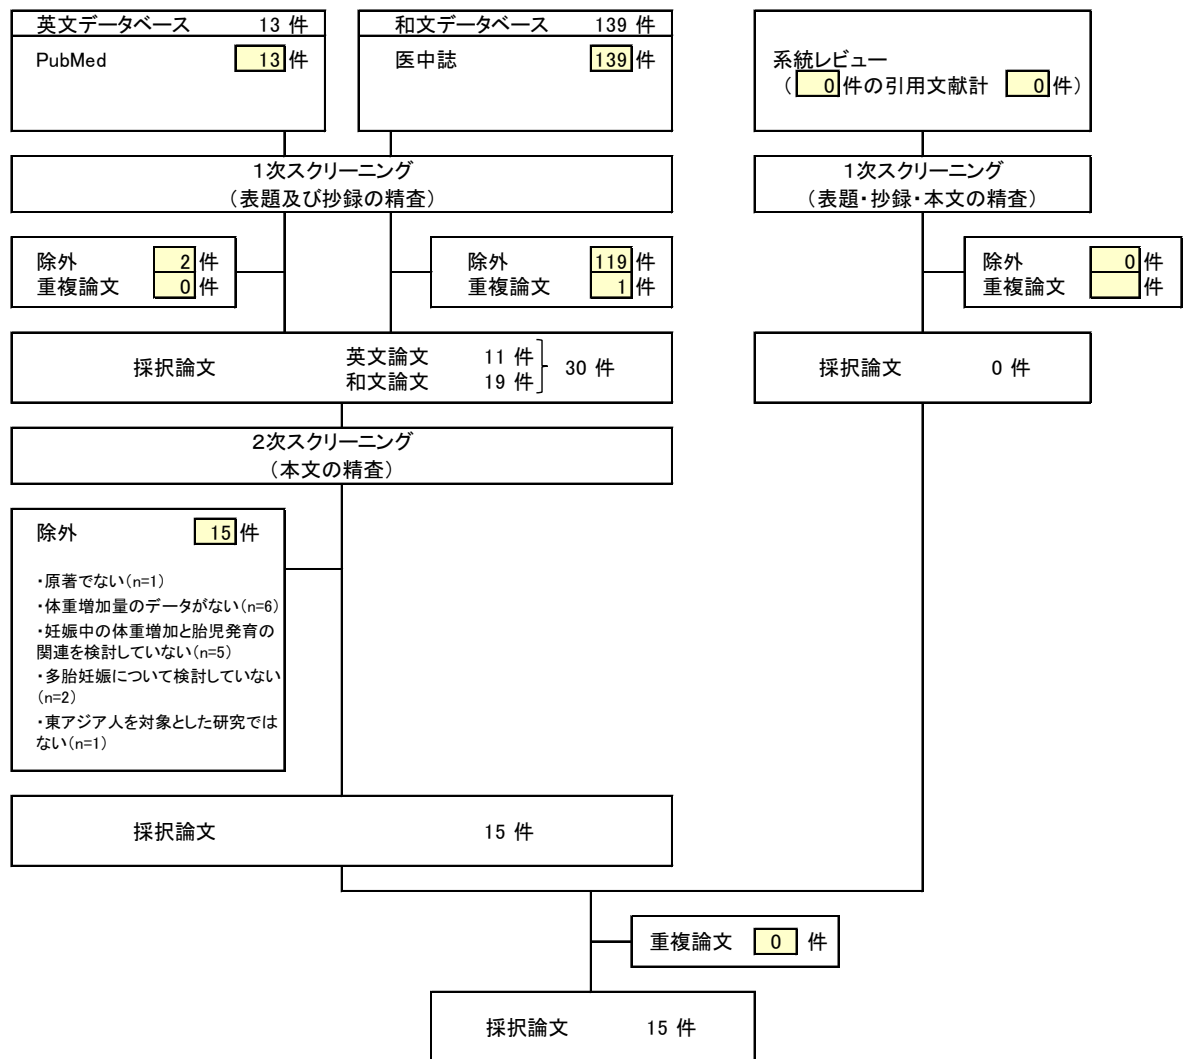 英文データベース 13 件
PubMed 13 件
和文データベース 139 件
医中誌 139 件
系統レビュー
（ 0 件の引用文献計 0 件）
1次スクリーニング
（表題及び抄録の精査）
1次スクリーニング
（表題・抄録・本文の精査）
除外 2 件
重複論文 0 件
除外 119 件
重複論文 1 件
除外 0 件
重複論文 件
採択論文 英文論文 11 件
和文論文 19 件
30 件
採択論文 0 件
2次スクリーニング
（本文の精査）
除外 15 件
・原著でない（n=1）
・体重増加量のデータがない（n=6）
・妊娠中の体重増加と胎児発育の
関連を検討していない（n=5）
・多胎妊娠について検討していない
（n=2）
・東アジア人を対象とした研究では
ない（n=1）
採択論文 15 件
重複論文 0 件
採択論文 15 件